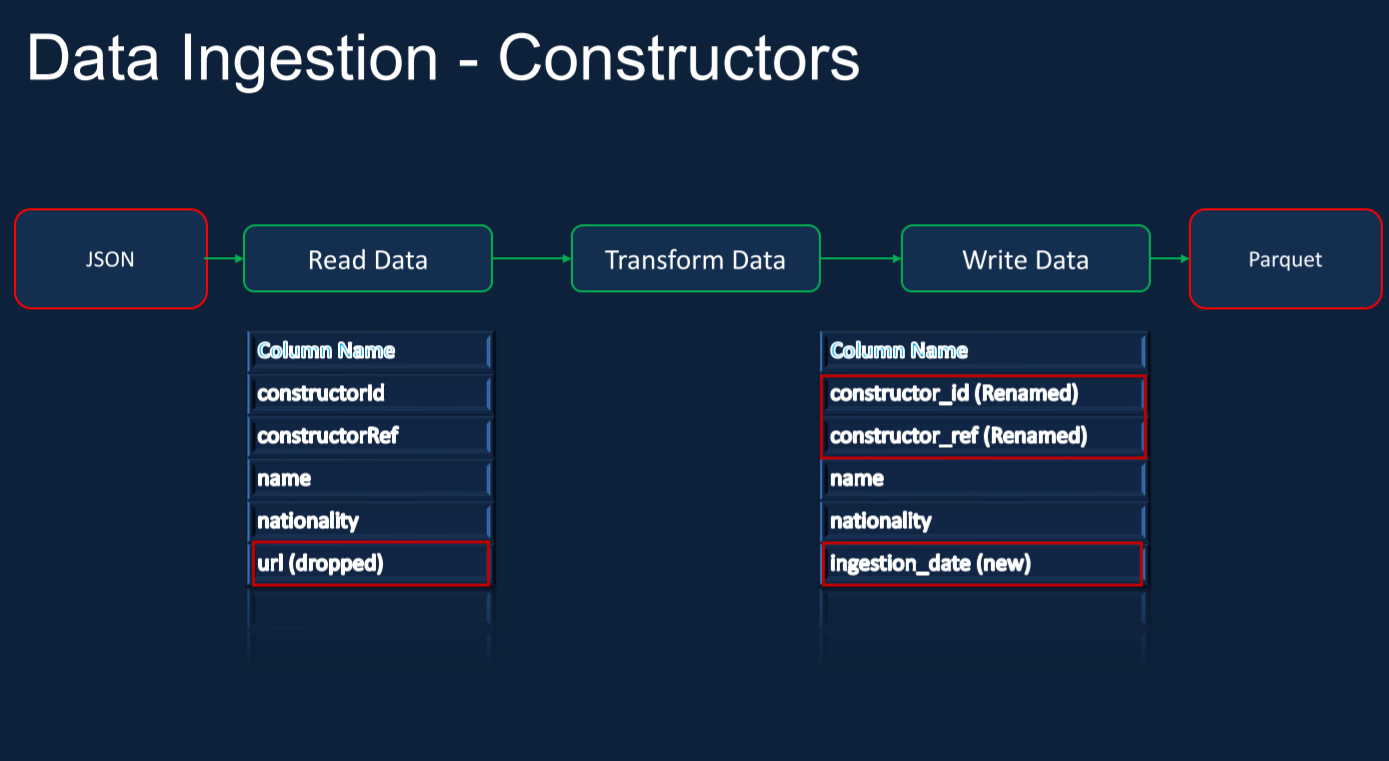 Data Ingestion - Constructors
JSON
Read Data
Transform Data
Write Data
Parquet
Column Name
constructorId
constructorRef
name
nationality
url (dropped)
Column Name
constructor_id (Renamed)
constructor_ref (Renamed)
name
nationality
ingestion_date (new)